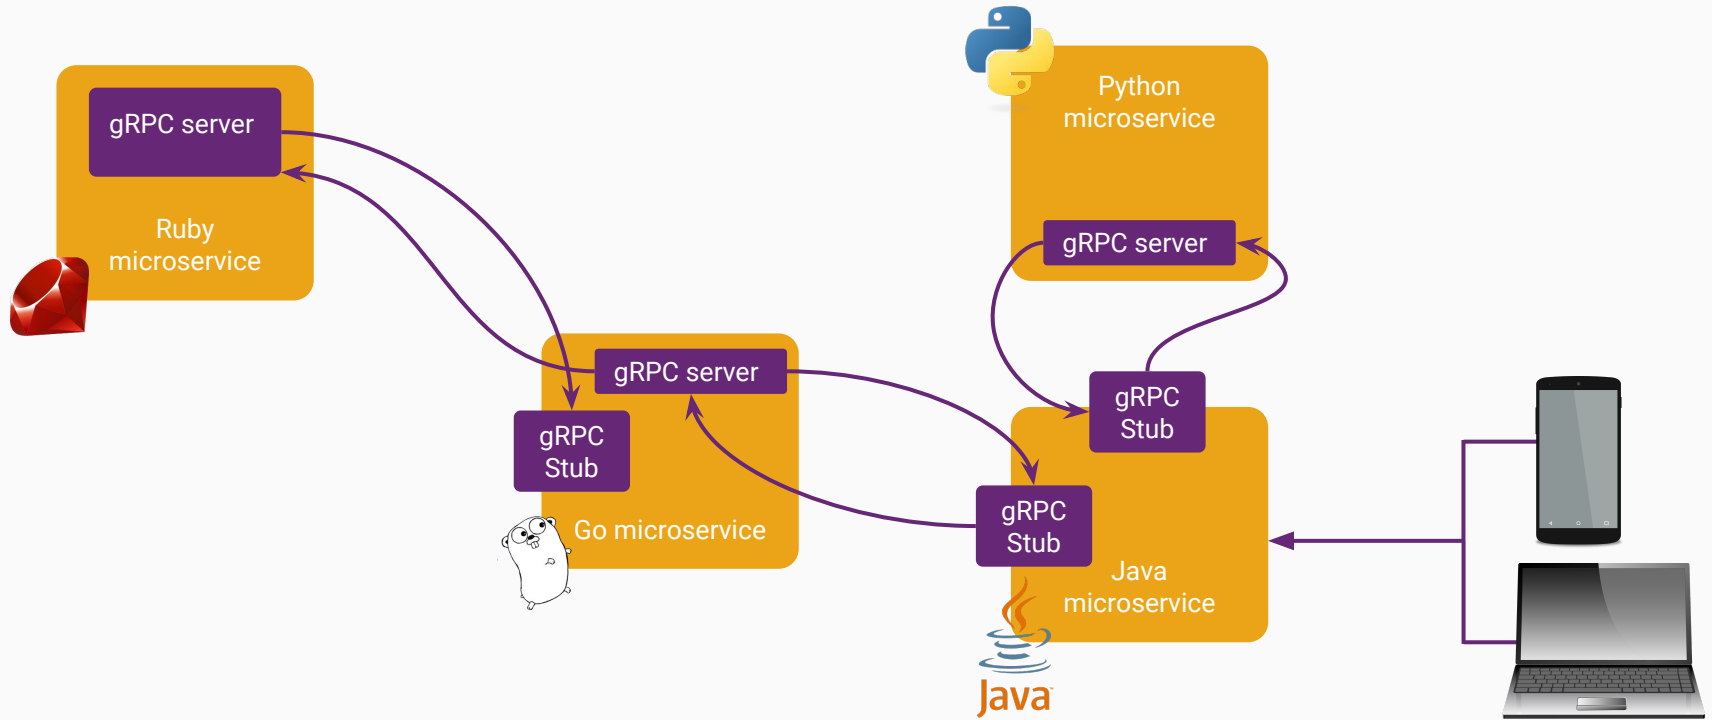 gRPC server
Ruby
microservice
Python
microservice
gRPC server
gRPC server
gRPC
Stub
Go microservice
gRPC
Stub
gRPC
Stub
Java
microservice
Java